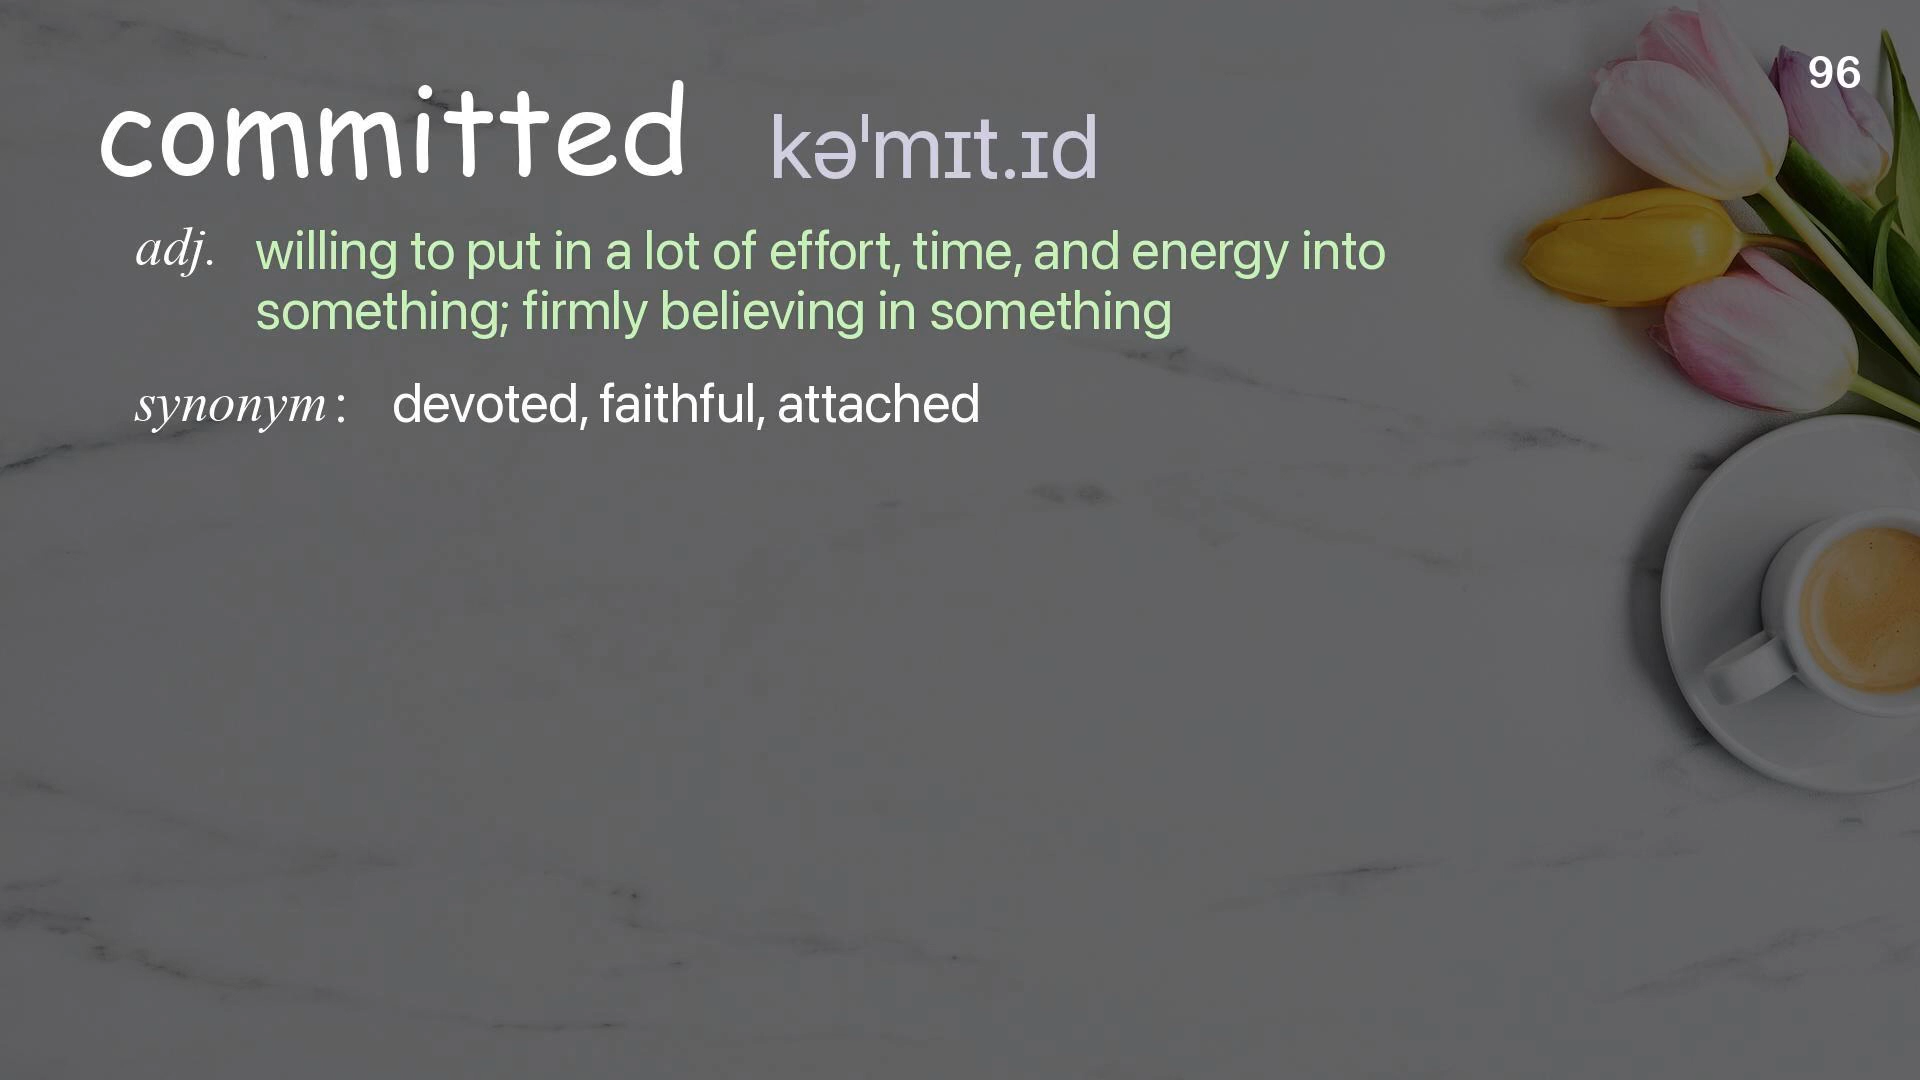 96
committed kəˈmɪt.ɪd
adj. willing to put in a lot of effort, time, and energy into
something; firmly believing in something
synonym : devoted, faithful, attached